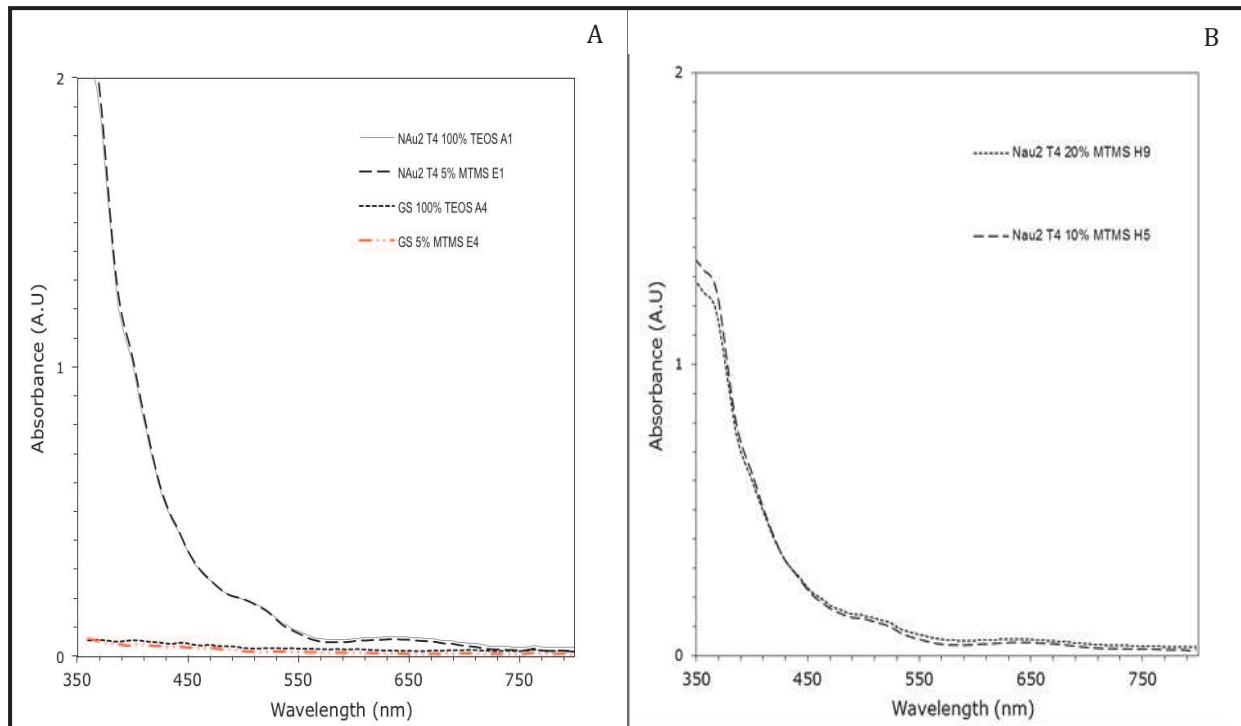 A
2
1
0
350
450
550
650
750
Absorbance (A.U)
Wavelength (nm)
NAu2 T4 100% TEOS A1
NAu2 T4 5% MTMS E1
GS 100% TEOS A4
GS 5% MTMS E4
B
2
1
0
350
450
550
650
750
Absorbance (A.U)
Wavelength (nm)
Nau2 T4 20% MTMS H9
Nau2 T4 10% MTMS H5